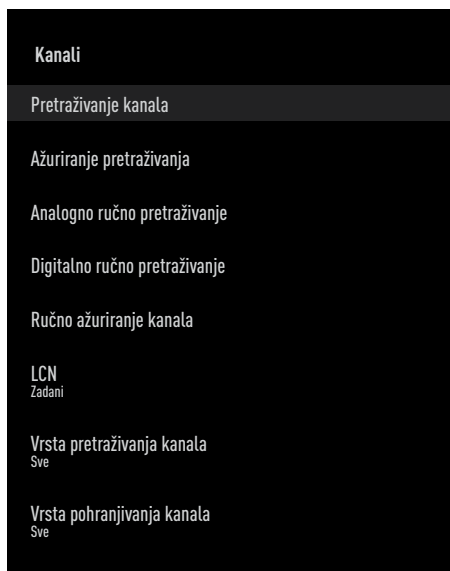 Kanali
Pretraživanje kanala
Ažuriranje pretraživanja
Analogno ručno pretraživanje
Digitalno ručno pretraživanje
Ručno ažuriranje kanala
LCN
Zadani
Vrsta pretraživanja kanala
Sve
Vrsta pohranjivanja kanala
Sve